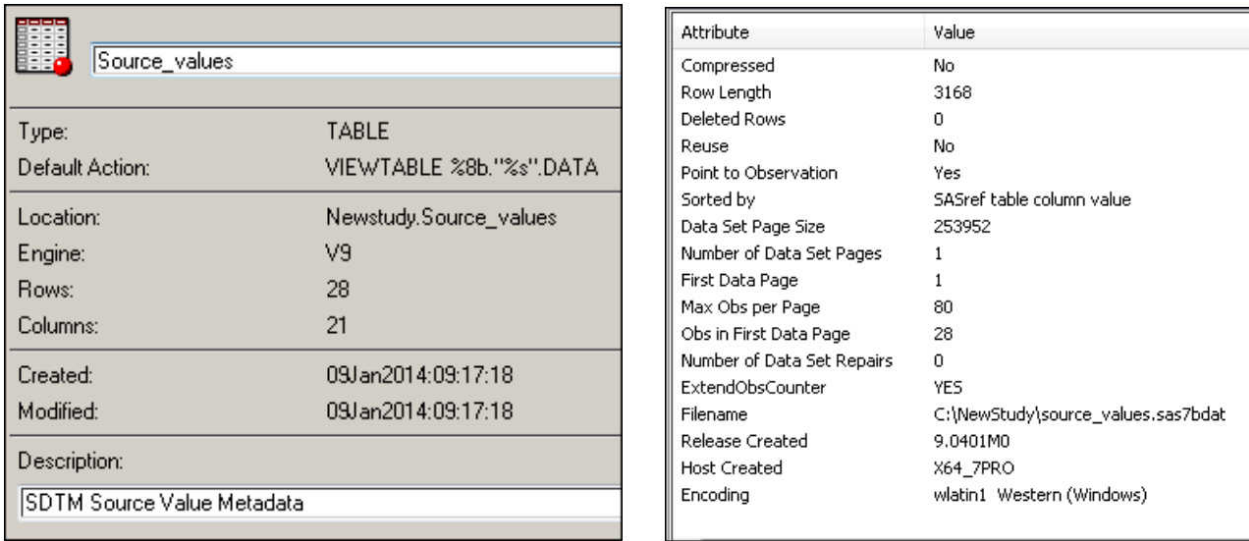 Source_values
Type: TABLE
Default Action: VIEWTABLE %8b."%s".DATA
Location: Newstudy.Source_values
Engine: V9
Rows: 28
Columns: 21
Created: 09Jan2014:09:17:18
Modified: 09Jan2014:09:17:18
Description:
SDTM Source Value Metadata
Attribute Value
Compressed No
Row Length 3168
Deleted Rows 0
Reuse No
Point to Observation Yes
Sorted by SASref table column value
Data Set Page Size 253952
Number of Data Set Pages 1
First Data Page 1
Max Obs per Page 80
Obs in First Data Page 28
Number of Data Set Repairs 0
ExtendObsCounter YES
Filename C:\NewStudy\source_values.sas7bdat
Release Created 9.0401M0
Host Created X64_7PRO
Encoding wlatin1 Western (Windows)